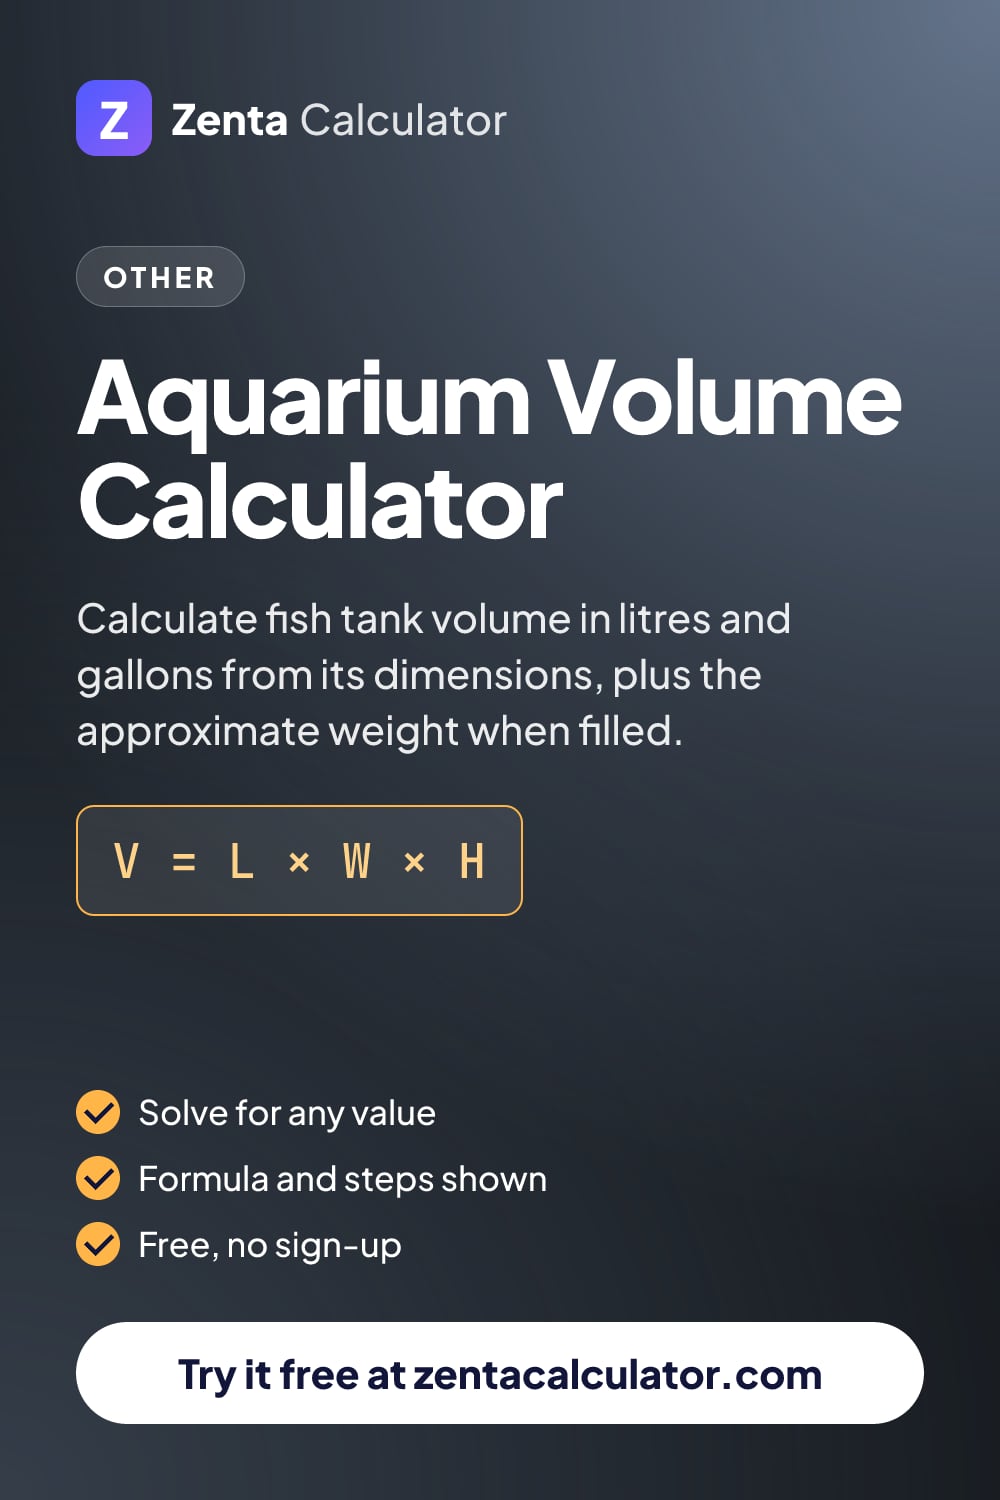 Z Zenta Calculator
OTHER
Aquarium Volume
Calculator
Calculate fish tank volume in litres and
gallons from its dimensions, plus the
approximate weight when filled.
V = L × W × H
Solve for any value
Formula and steps shown
Free, no sign-up
Try it free at zentacalculator.com